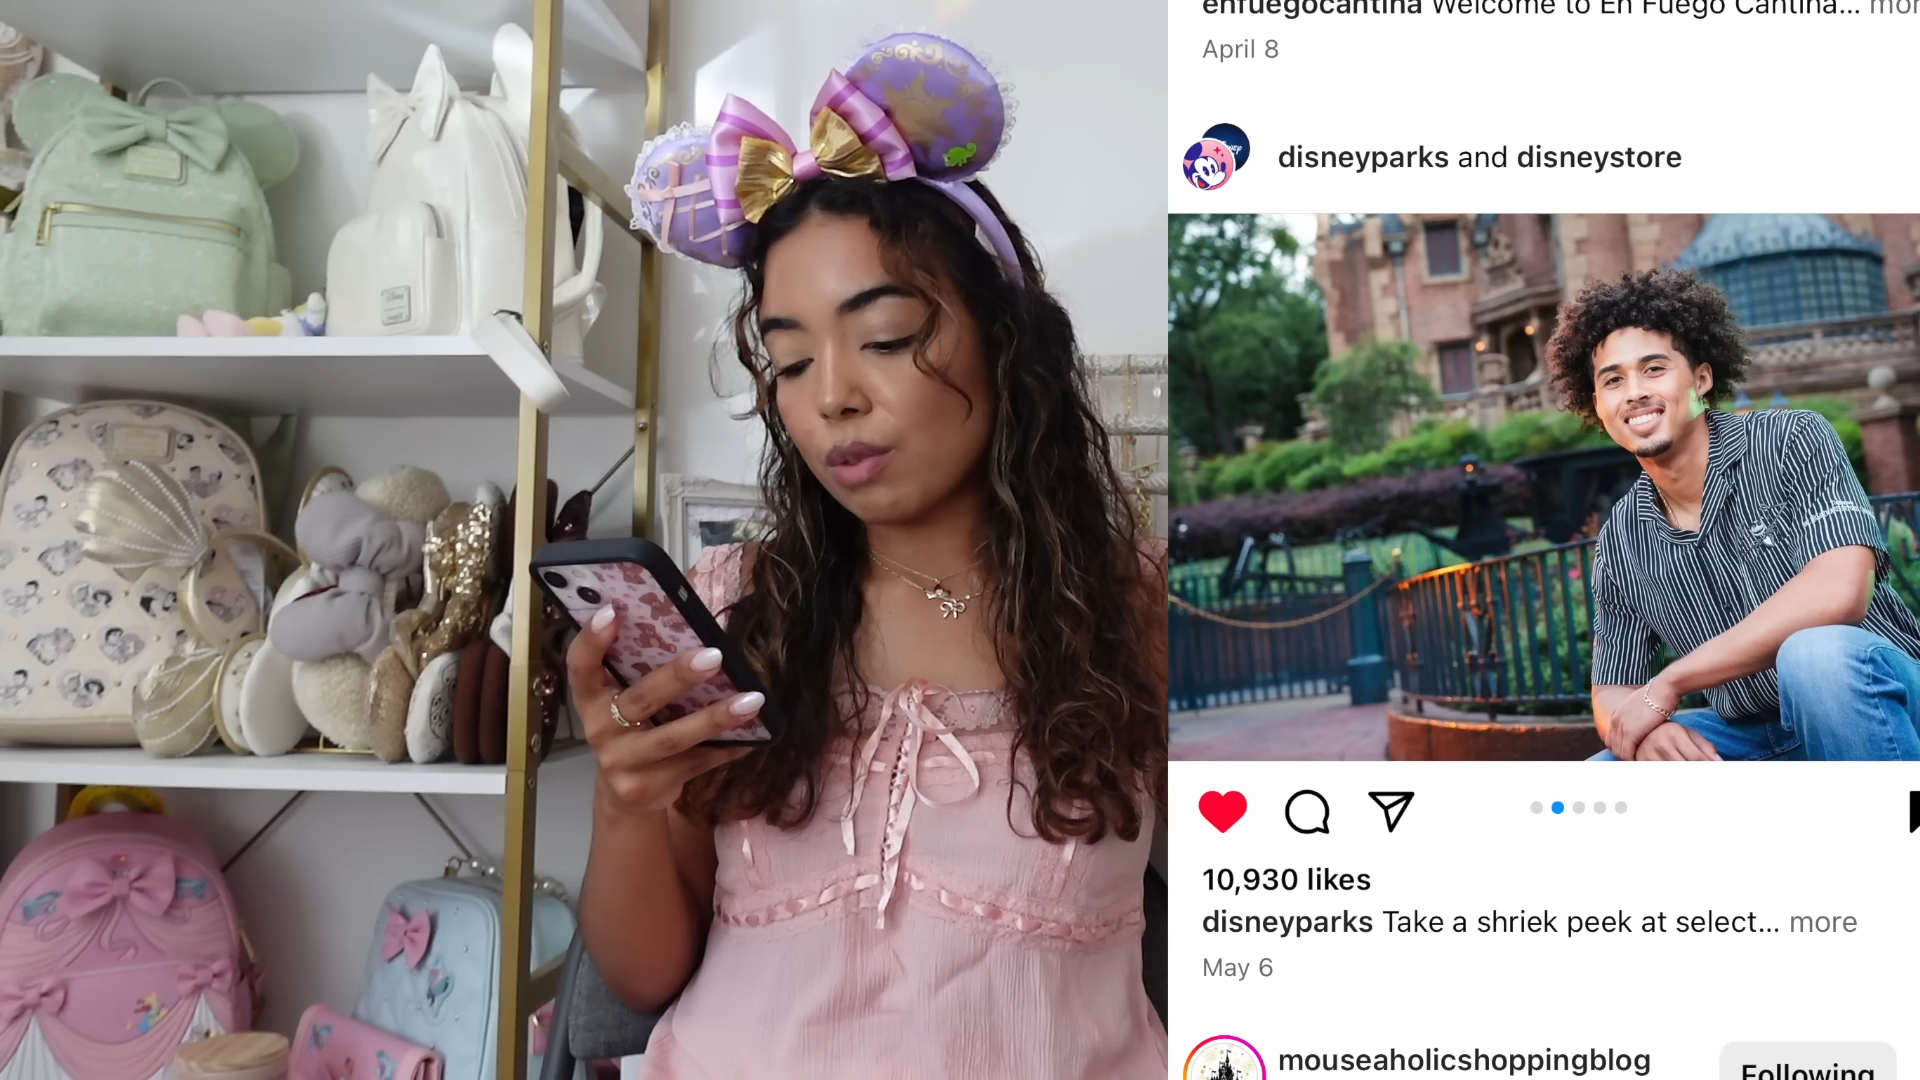 enfuegocantina Welcome to En Fuego Cantina... mor
April 8
disneyparks and disneystore
10,930 likes
disneyparks Take a shriek peek at select... more
May 6
mouseaholicshoppingblog
Following